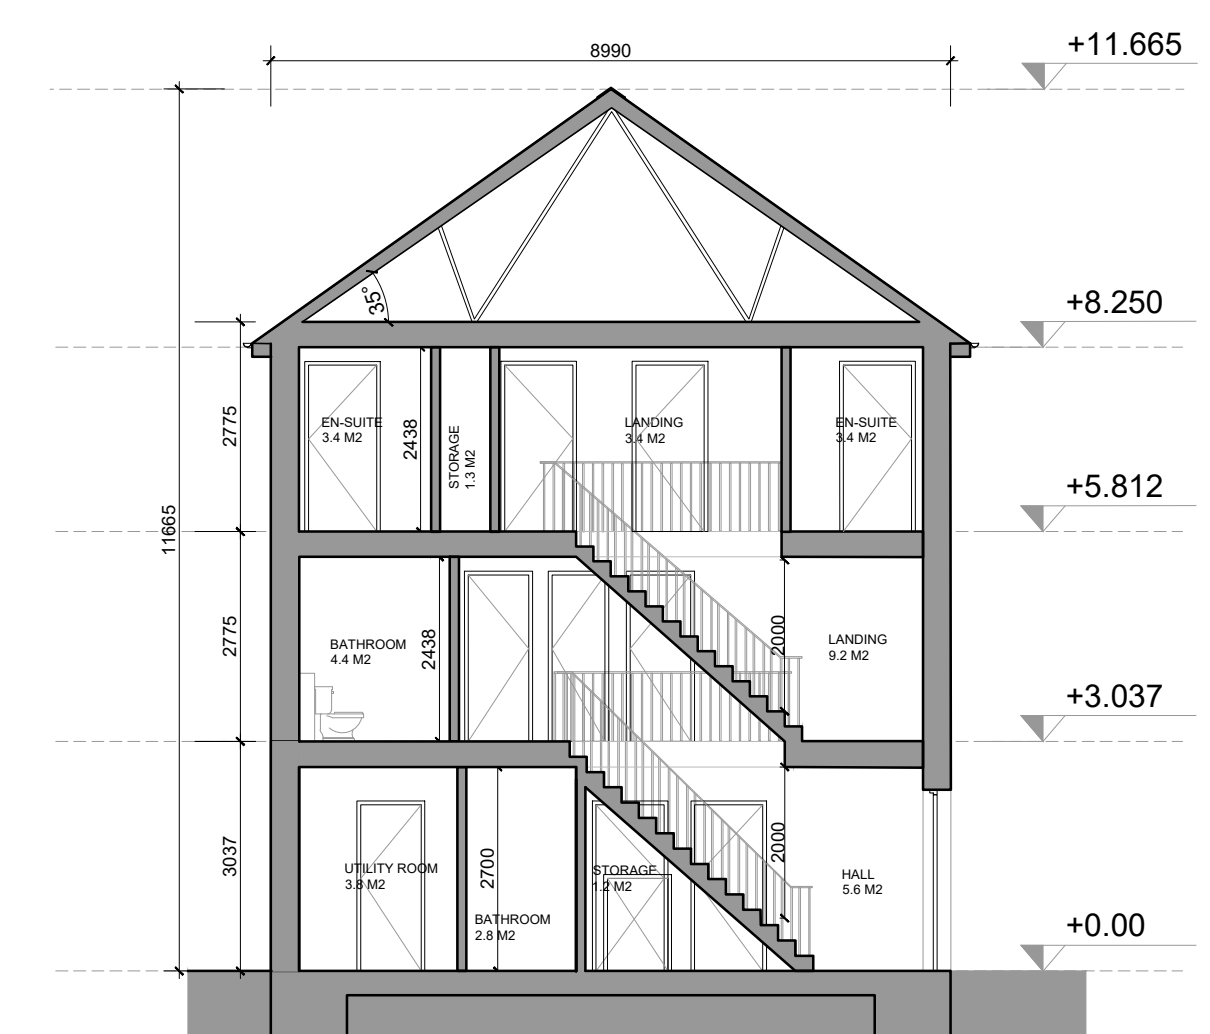 +11.665
8990
35°
+8.250
2775
2438
EN-SUITE
3.4 M2
STORAGE
1.3 M2
LANDING
3.4 M2
EN-SUITE
3.4 M2
+5.812
11665
2775
BATHROOM
4.4 M2
2438
2000
LANDING
9.2 M2
+3.037
3037
UTILITY ROOM
3.8 M2
2700
BATHROOM
2.8 M2
STORAGE
1.2 M2
2000
HALL
5.6 M2
+0.00